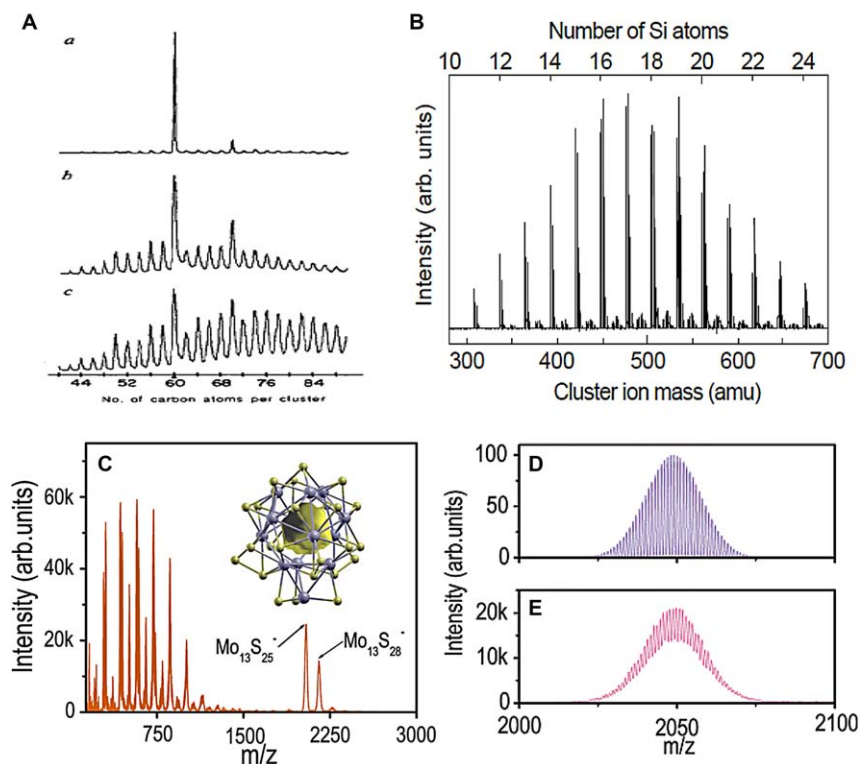 A
a
b
c
44 52 60 68 76 84
No. of carbon atoms per cluster
B
Number of Si atoms
10 12 14 16 18 20 22 24
Intensity (arb. units)
300 400 500 600 700
Cluster ion mass (amu)
C
Intensity (arb.units)
60k
40k
20k
0
Mo13S25-
Mo13S28-
750 1500 2250 3000
m/z
D
Intensity (arb.units)
100
50
0
E
20k
10k
0
2000 2050 2100
m/z